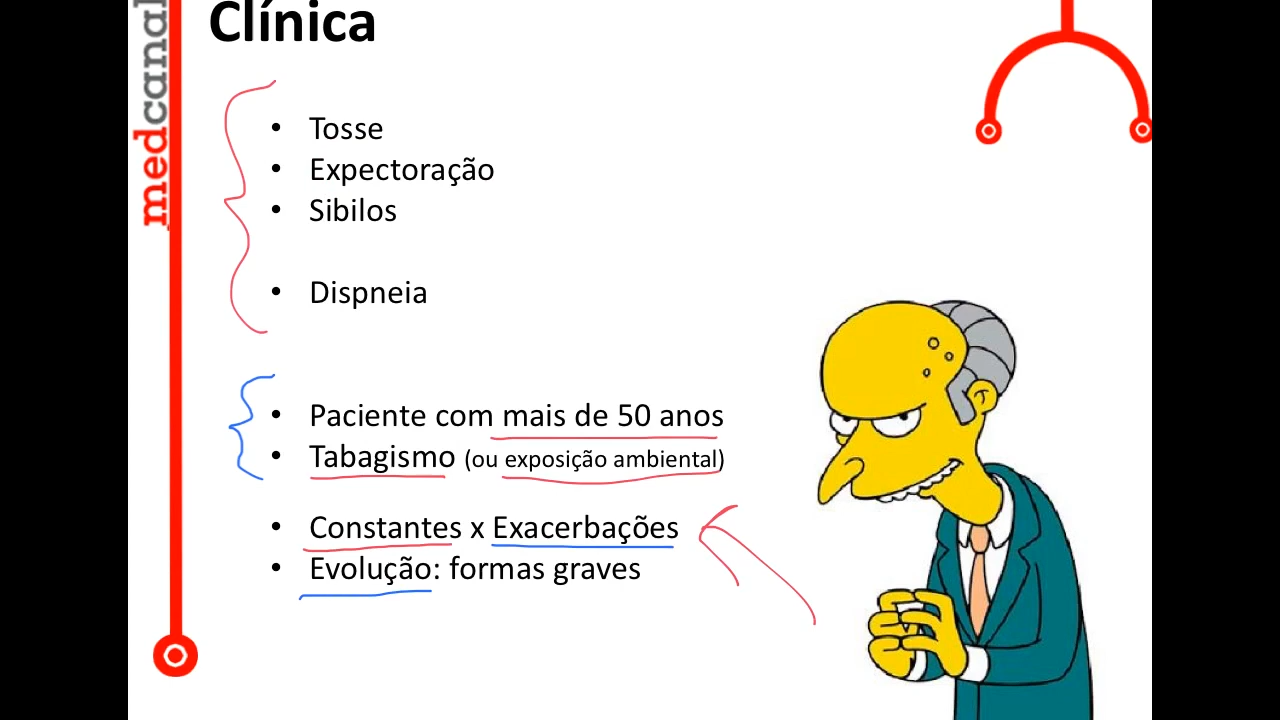 Clínica
medcanal
• Tosse
• Expectoração
• Sibilos
• Dispneia
• Paciente com mais de 50 anos
• Tabagismo (ou exposição ambiental)
• Constantes x Exacerbações
• Evolução: formas graves